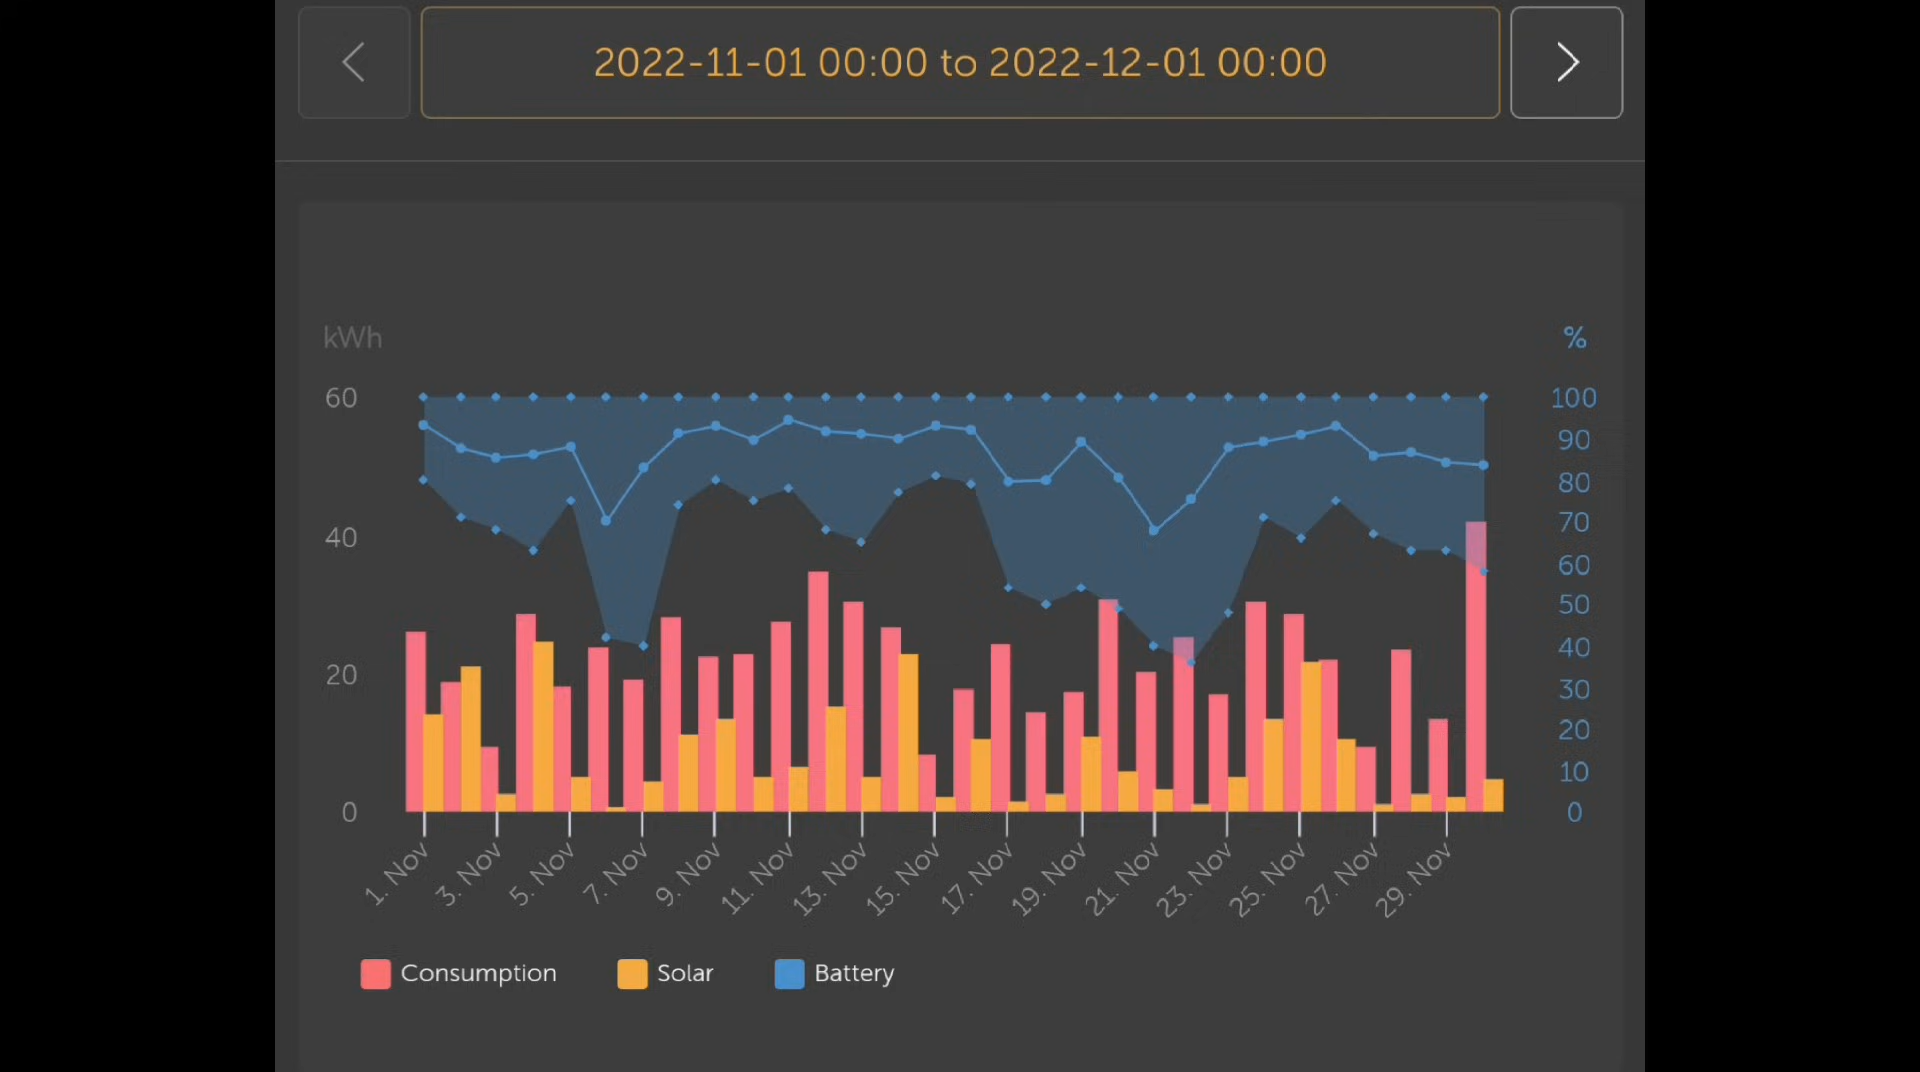 2022-11-01 00:00 to 2022-12-01 00:00
kWh
%
60
100
90
80
40
70
60
50
20
40
30
20
10
0
0
1. Nov
3. Nov
5. Nov
7. Nov
9. Nov
11. Nov
13. Nov
15. Nov
17. Nov
19. Nov
21. Nov
23. Nov
25. Nov
27. Nov
29. Nov
Consumption
Solar
Battery